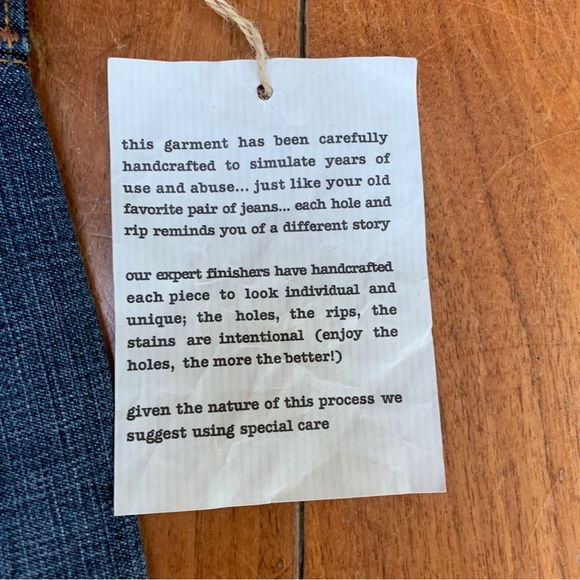 this garment has been carefully
handcrafted to simulate years of
use and abuse... just like your old
favorite pair of jeans... each hole and
rip reminds you of a different story
our expert finishers have handcrafted
each piece to look individual and
unique; the holes, the rips, the
stains are intentional (enjoy the
holes, the more the better!)
given the nature of this process we
suggest using special care